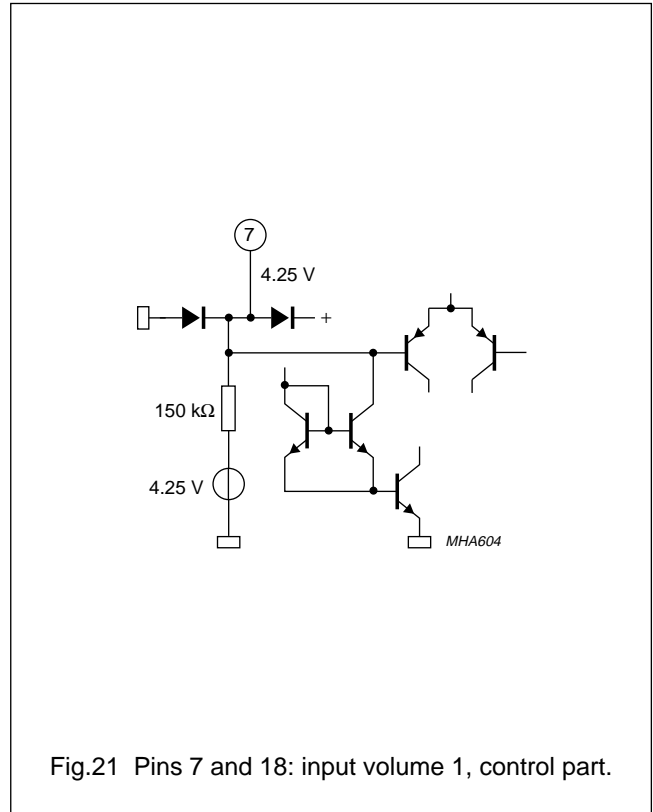 7
4.25 V
+
150 kΩ
4.25 V
MHA604
Fig.21 Pins 7 and 18: input volume 1, control part.